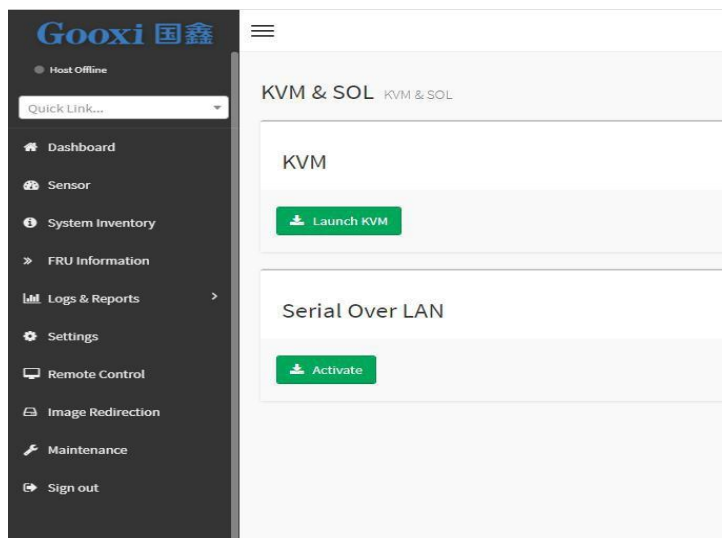 Gooxi 国鑫
Host Offline
Quick Link...
Dashboard
Sensor
System Inventory
FRU Information
Logs & Reports
Settings
Remote Control
Image Redirection
Maintenance
Sign out
KVM & SOL KVM & SOL
KVM
Launch KVM
Serial Over LAN
Activate